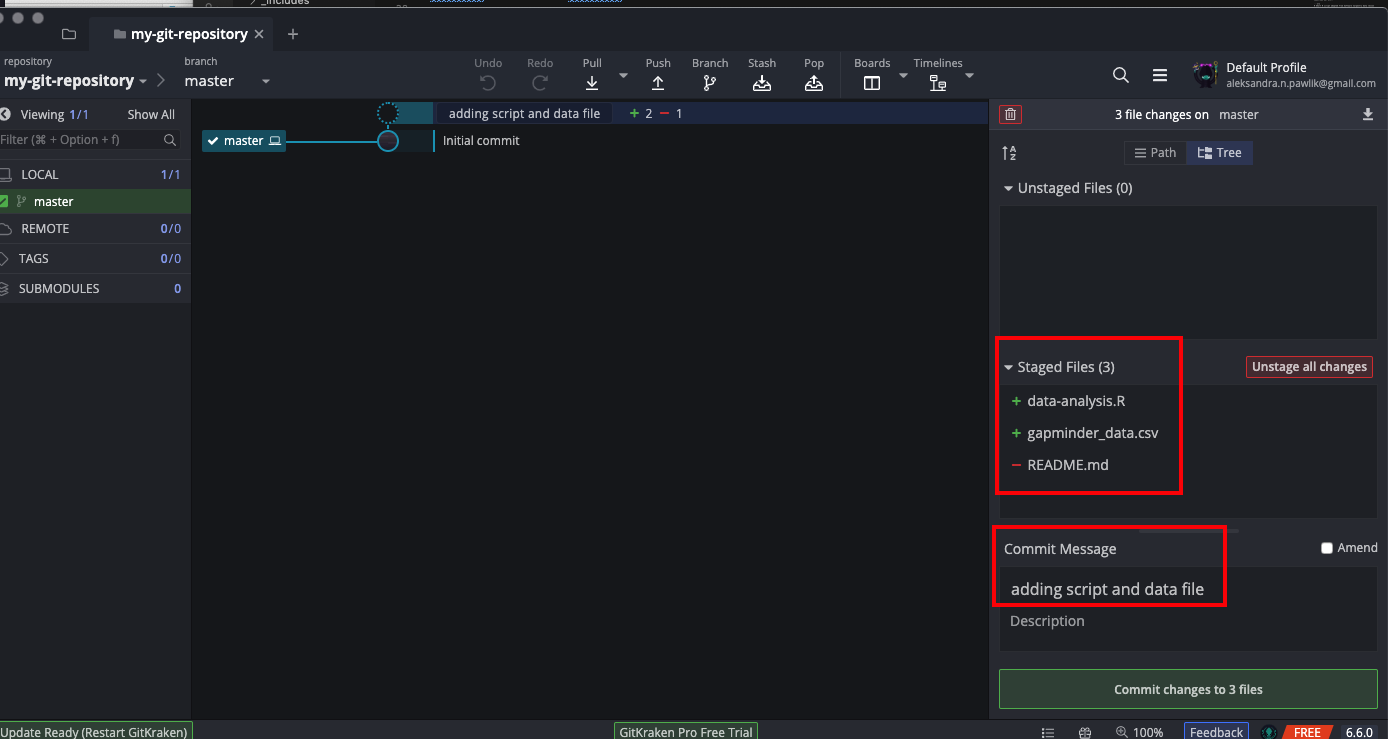 _includes
my-git-repository
repository
my-git-repository
branch
master
Undo
Redo
Pull
Push
Branch
Stash
Pop
Boards
Timelines
Default Profile
aleksandra.n.pawlik@gmail.com
Viewing 1/1
Show All
Filter (⌘ + Option + f)
LOCAL 1/1
master
REMOTE 0/0
TAGS 0/0
SUBMODULES 0
adding script and data file + 2 − 1
master
Initial commit
3 file changes on master
A
Z
Path
Tree
Unstaged Files (0)
Staged Files (3)
Unstage all changes
+ data-analysis.R
+ gapminder_data.csv
− README.md
Commit Message
Amend
adding script and data file
Description
Commit changes to 3 files
Update Ready (Restart GitKraken)
GitKraken Pro Free Trial
100%
Feedback
FREE
6.6.0